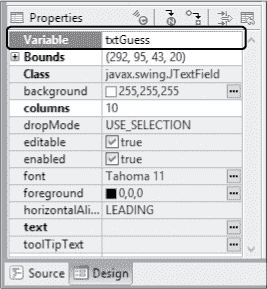 Properties
Variable txtGuess
Bounds (292, 95, 43, 20)
Class javax.swing.JTextField
background 255,255,255
columns 10
dropMode USE_SELECTION
editable true
enabled true
font Tahoma 11
foreground 0,0,0
horizontalAli... LEADING
text
toolTipText
Source Design